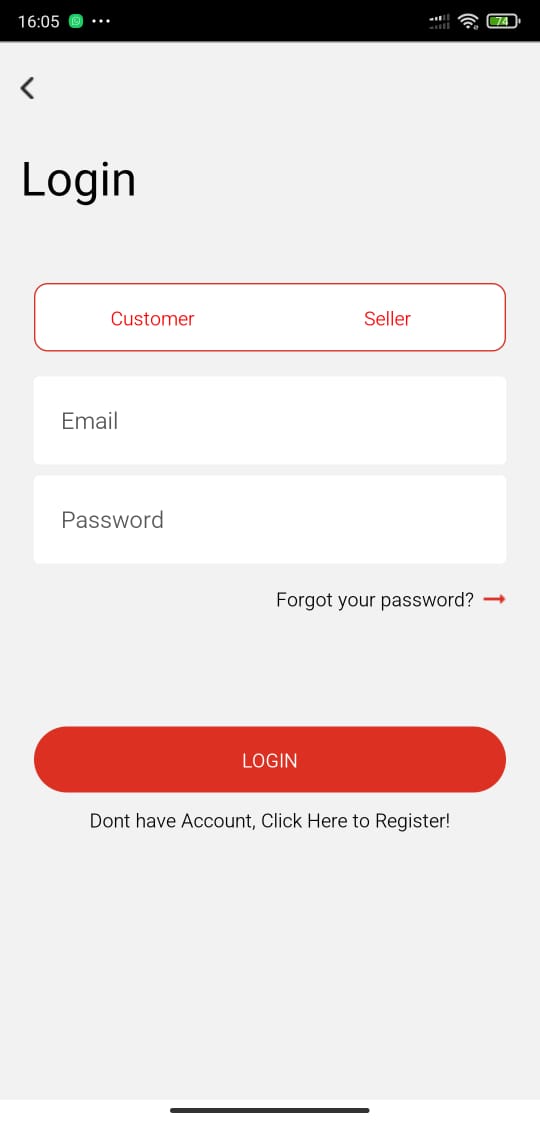 16:05 74
Login
Customer Seller
Email
Password
Forgot your password?
LOGIN
Dont have Account, Click Here to Register!